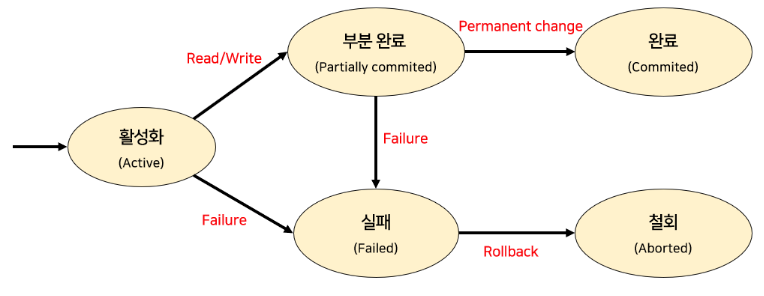 부분 완료
(Partially commited)
Permanent change
완료
(Commited)
Read/Write
활성화
(Active)
Failure
Failure
실패
(Failed)
Rollback
철회
(Aborted)